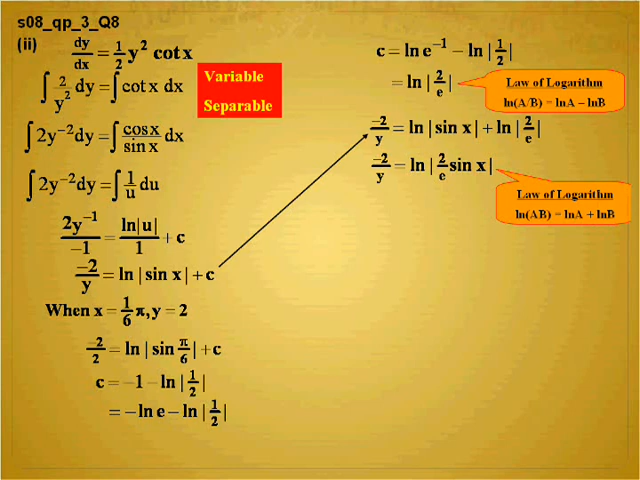 s08_qp_3_Q8
(ii) dy/dx = 1/2 y² cot x
∫ 2/y² dy = ∫ cot x dx
Variable
Separable
∫ 2y⁻² dy = ∫ cosx/sin x dx
∫ 2y⁻² dy = ∫ 1/u du
2y⁻¹/−1 = ln|u|/1 + c
−2/y = ln | sin x | + c
When x = 1/6 π, y = 2
−2/2 = ln | sin π/6 | + c
c = −1 − ln | 1/2 |
= − ln e − ln | 1/2 |
c = ln e⁻¹ − ln | 1/2 |
= ln | 2/e |
Law of Logarithm
ln(A/B) = lnA – lnB
−2/y = ln | sin x | + ln | 2/e |
−2/y = ln | 2/e sin x |
Law of Logarithm
ln(AB) = lnA + lnB